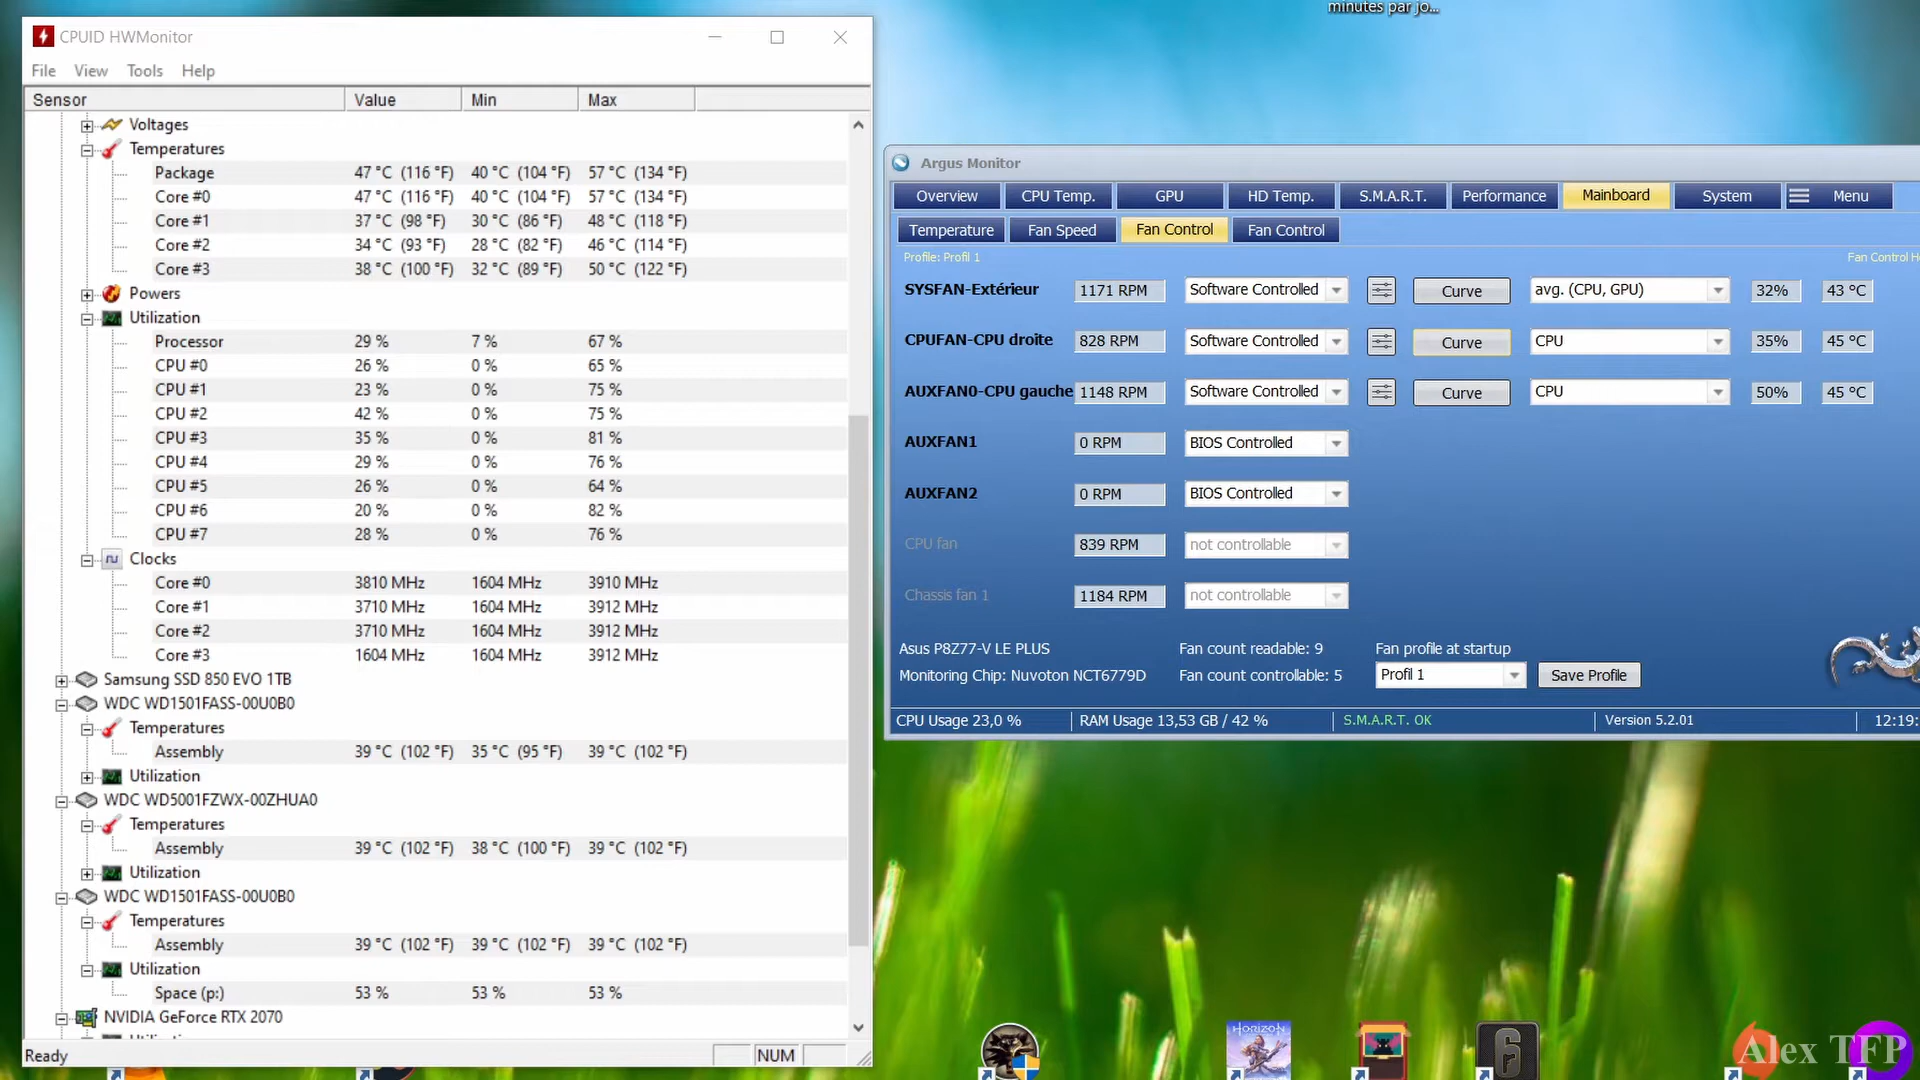 minutes par jo...
CPUID HWMonitor
File View Tools Help
Sensor Value Min Max
Voltages
Temperatures
Package 47 °C (116 °F) 40 °C (104 °F) 57 °C (134 °F)
Core #0 47 °C (116 °F) 40 °C (104 °F) 57 °C (134 °F)
Core #1 37 °C (98 °F) 30 °C (86 °F) 48 °C (118 °F)
Core #2 34 °C (93 °F) 28 °C (82 °F) 46 °C (114 °F)
Core #3 38 °C (100 °F) 32 °C (89 °F) 50 °C (122 °F)
Powers
Utilization
Processor 29 % 7 % 67 %
CPU #0 26 % 0 % 65 %
CPU #1 23 % 0 % 75 %
CPU #2 42 % 0 % 75 %
CPU #3 35 % 0 % 81 %
CPU #4 29 % 0 % 76 %
CPU #5 26 % 0 % 64 %
CPU #6 20 % 0 % 82 %
CPU #7 28 % 0 % 76 %
Clocks
Core #0 3810 MHz 1604 MHz 3910 MHz
Core #1 3710 MHz 1604 MHz 3912 MHz
Core #2 3710 MHz 1604 MHz 3912 MHz
Core #3 1604 MHz 1604 MHz 3912 MHz
Samsung SSD 850 EVO 1TB
WDC WD1501FASS-00U0B0
Temperatures
Assembly 39 °C (102 °F) 35 °C (95 °F) 39 °C (102 °F)
Utilization
WDC WD5001FZWX-00ZHUA0
Temperatures
Assembly 39 °C (102 °F) 38 °C (100 °F) 39 °C (102 °F)
Utilization
WDC WD1501FASS-00U0B0
Temperatures
Assembly 39 °C (102 °F) 39 °C (102 °F) 39 °C (102 °F)
Utilization
Space (p:) 53 % 53 % 53 %
NVIDIA GeForce RTX 2070
Ready NUM
Argus Monitor
Overview CPU Temp. GPU HD Temp. S.M.A.R.T. Performance Mainboard System Menu
Temperature Fan Speed Fan Control Fan Control
Profile: Profil 1 Fan Control
SYSFAN-Extérieur 1171 RPM Software Controlled Curve avg. (CPU, GPU) 32% 43 °C
CPUFAN-CPU droîte 828 RPM Software Controlled Curve CPU 35% 45 °C
AUXFAN0-CPU gauche 1148 RPM Software Controlled Curve CPU 50% 45 °C
AUXFAN1 0 RPM BIOS Controlled
AUXFAN2 0 RPM BIOS Controlled
CPU fan 839 RPM not controllable
Chassis fan 1 1184 RPM not controllable
Asus P8Z77-V LE PLUS Fan count readable: 9 Fan profile at startup
Monitoring Chip: Nuvoton NCT6779D Fan count controllable: 5 Profil 1 Save Profile
CPU Usage 23,0 % RAM Usage 13,53 GB / 42 % S.M.A.R.T. OK Version 5.2.01 12:19:
HORIZON
6
Alex TFP